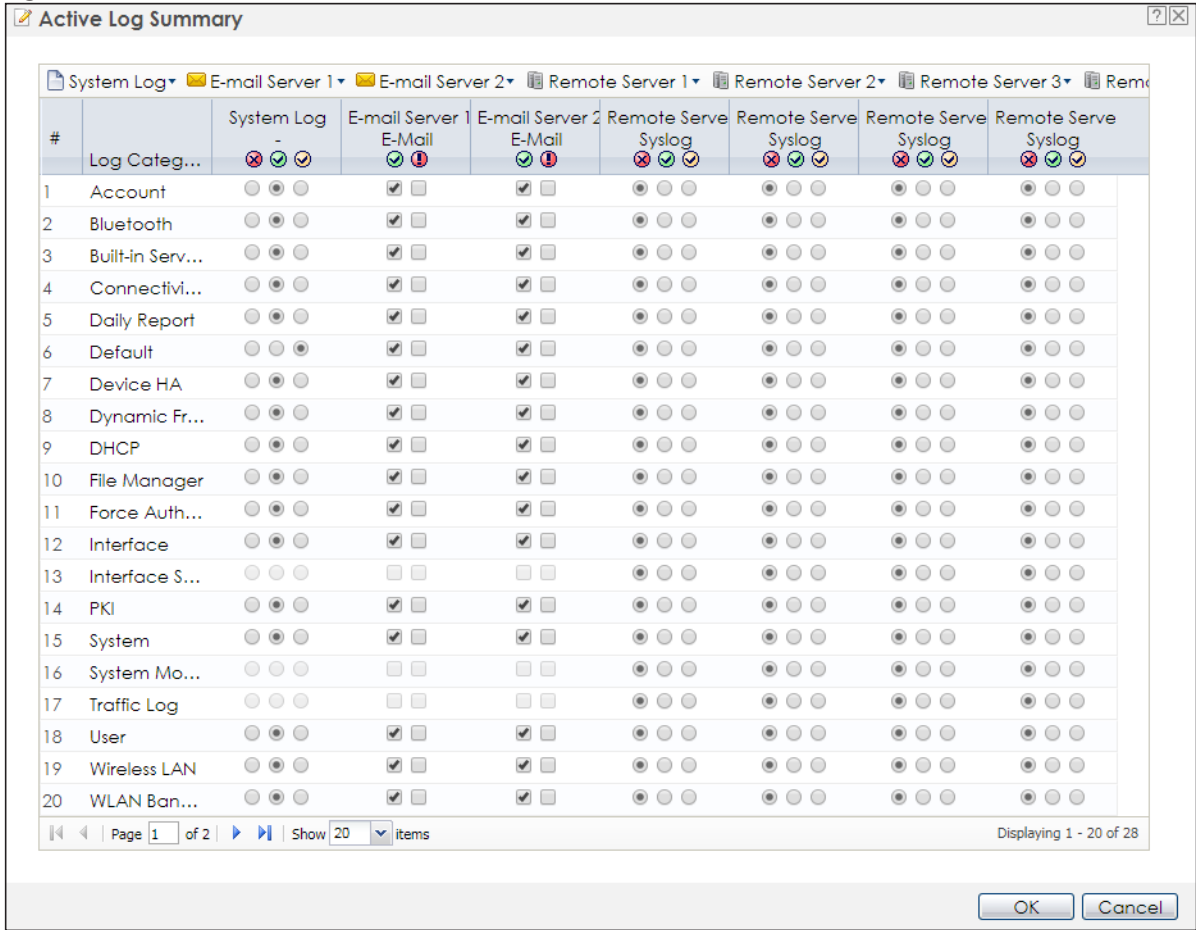 Active Log Summary
System Log E-mail Server 1 E-mail Server 2 Remote Server 1 Remote Server 2 Remote Server 3 Remo
# Log Categ... System Log - E-mail Server 1 E-Mail E-mail Server 2 E-Mail Remote Serve Syslog Remote Serve Syslog Remote Serve Syslog Remote Serve Syslog
1 Account
2 Bluetooth
3 Built-in Serv...
4 Connectivi...
5 Daily Report
6 Default
7 Device HA
8 Dynamic Fr...
9 DHCP
10 File Manager
11 Force Auth...
12 Interface
13 Interface S...
14 PKI
15 System
16 System Mo...
17 Traffic Log
18 User
19 Wireless LAN
20 WLAN Ban...
Page 1 of 2 Show 20 items Displaying 1 - 20 of 28
OK Cancel